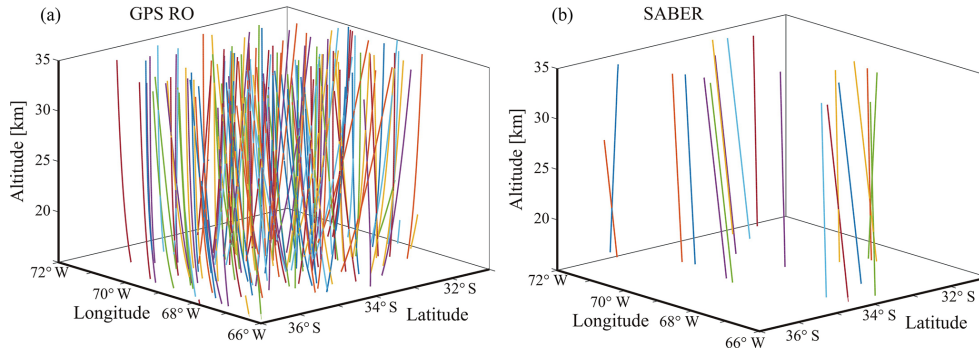 (a)
GPS RO
35
30
25
20
Altitude [km]
72° W
70° W
68° W
66° W
Longitude
36° S
34° S
32° S
Latitude
(b)
SABER
35
30
25
20
Altitude [km]
72° W
70° W
68° W
66° W
Longitude
36° S
34° S
32° S
Latitude